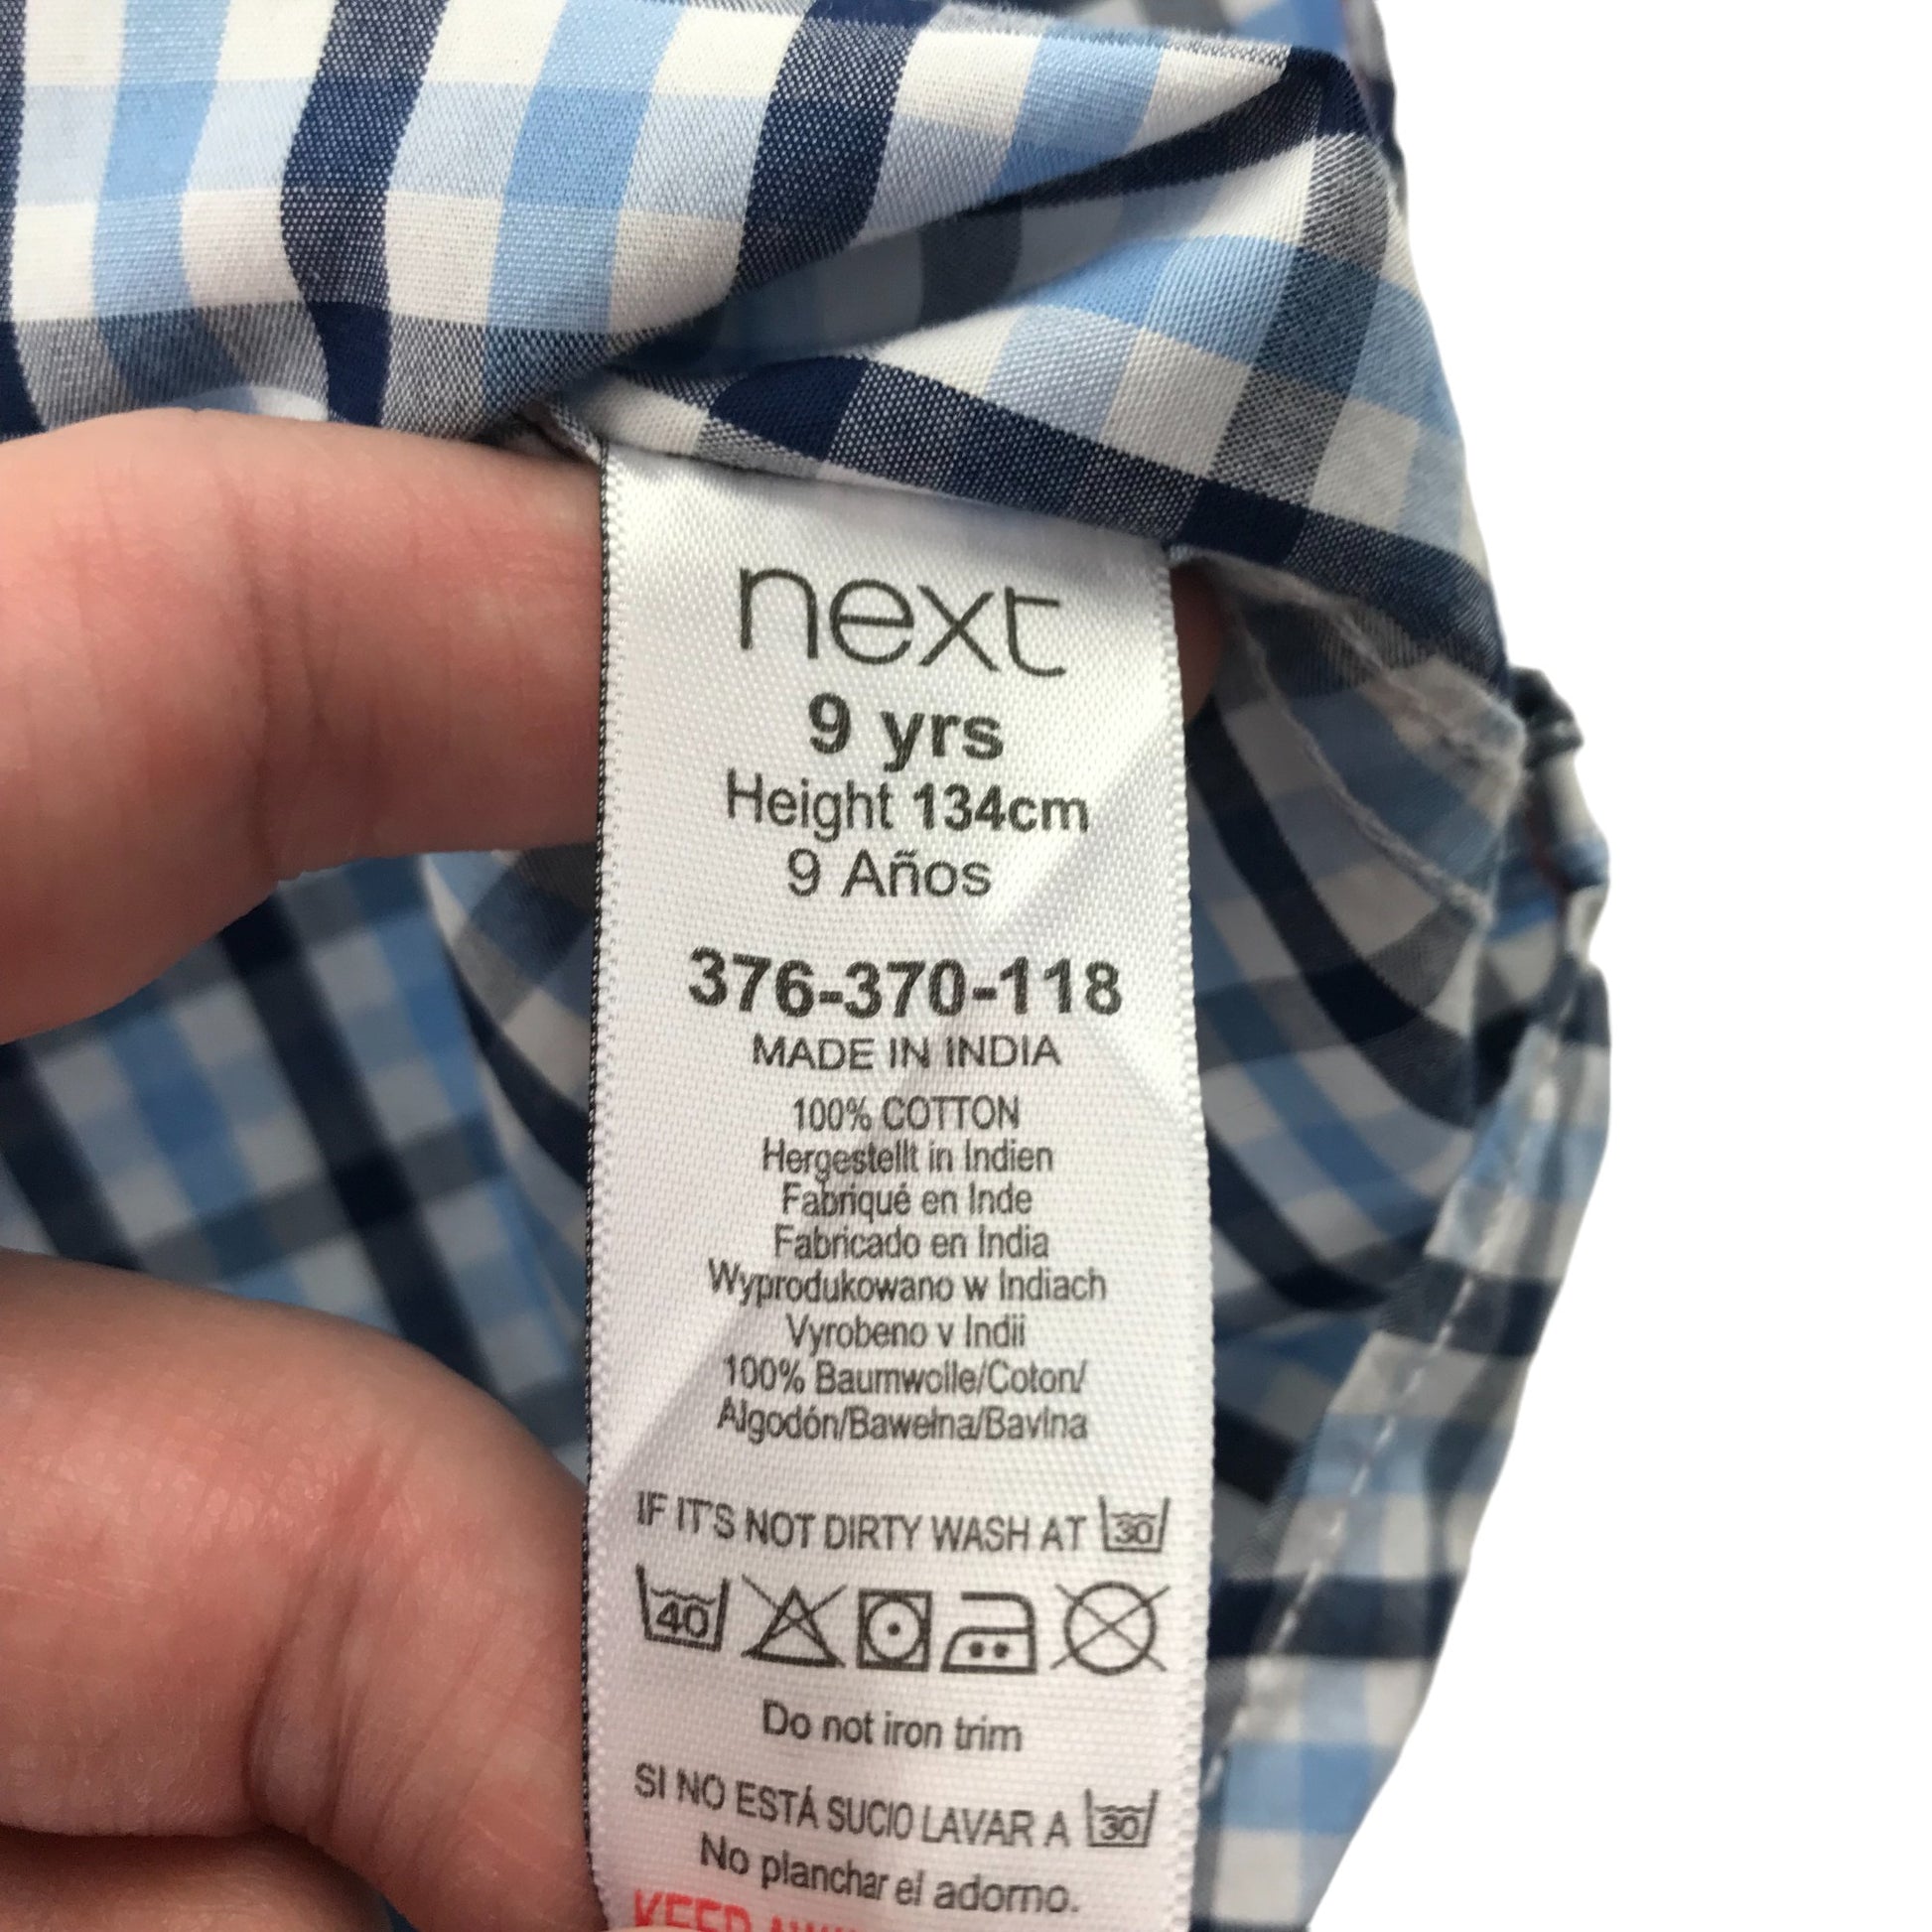 next
9 yrs
Height 134cm
9 Años
376-370-118
MADE IN INDIA
100% COTTON
Hergestellt in Indien
Fabriqué en Inde
Fabricado en India
Wyprodukowano w Indiach
Vyrobeno v Indii
100% Baumwolle/Coton/
Algodón/Bawełna/Bavlna
IF IT'S NOT DIRTY WASH AT 30
40
Do not iron trim
SI NO ESTÁ SUCIO LAVAR A 30
No planchar el adorno.
KEEP